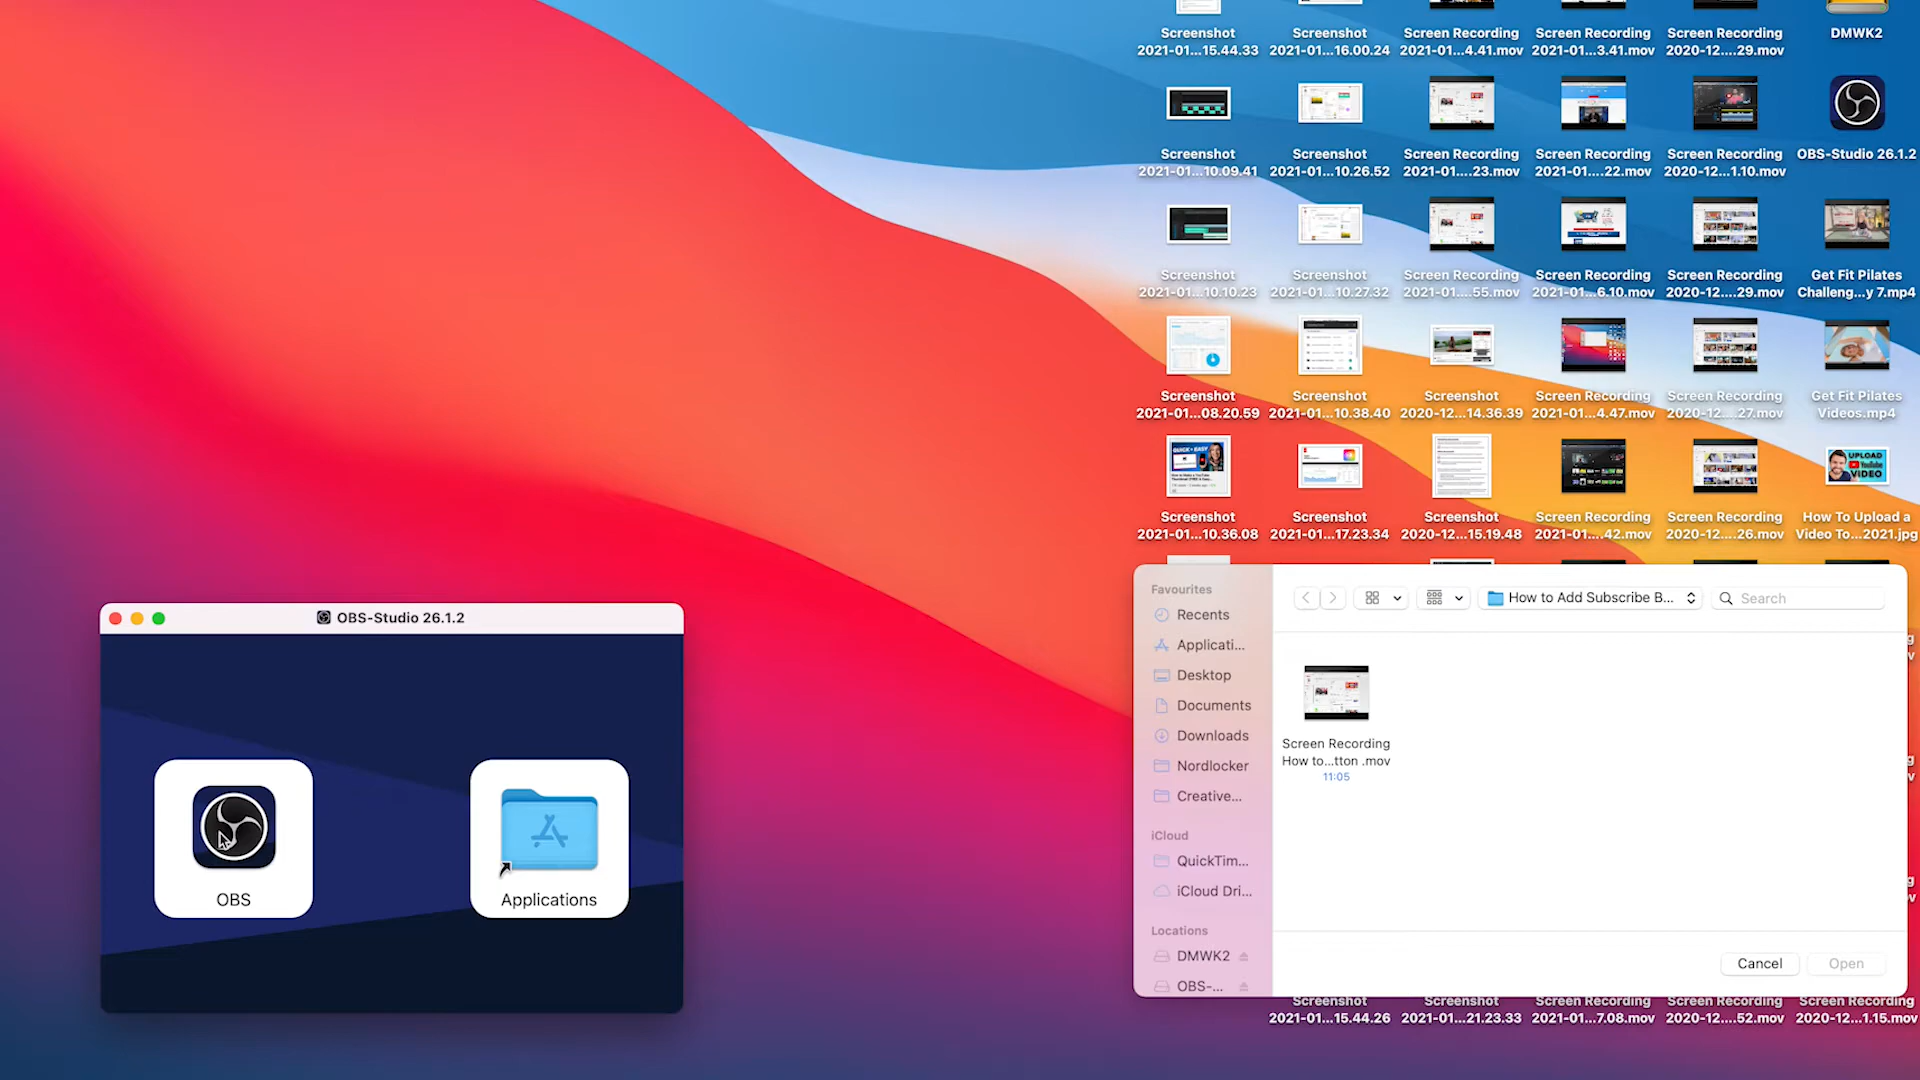 Screenshot
2021-01...15.44.33
Screenshot
2021-01...16.00.24
Screen Recording
2021-01...4.41.mov
Screen Recording
2021-01...3.41.mov
Screen Recording
2020-12....29.mov
DMWK2
Screenshot
2021-01...10.09.41
Screenshot
2021-01...10.26.52
Screen Recording
2021-01....23.mov
Screen Recording
2021-01....22.mov
Screen Recording
2020-12...1.10.mov
OBS-Studio 26.1.2
Screenshot
2021-01...10.10.23
Screenshot
2021-01...10.27.32
Screen Recording
2021-01....55.mov
Screen Recording
2021-01...6.10.mov
Screen Recording
2020-12....29.mov
Get Fit Pilates
Challeng...y 7.mp4
Screenshot
2021-01...08.20.59
Screenshot
2021-01...10.38.40
Screenshot
2020-12...14.36.39
Screen Recording
2021-01...4.47.mov
Screen Recording
2020-12....27.mov
Get Fit Pilates
Videos.mp4
QUICK + EASY
UPLOAD
VIDEO
Screenshot
2021-01...10.36.08
Screenshot
2021-01...17.23.34
Screenshot
2020-12...15.19.48
Screen Recording
2021-01....42.mov
Screen Recording
2020-12....26.mov
How To Upload a
Video To...2021.jpg
OBS-Studio 26.1.2
OBS
Applications
Favourites
Recents
Applicati...
Desktop
Documents
Downloads
Nordlocker
Creative...
iCloud
QuickTim...
iCloud Dri...
Locations
DMWK2
OBS-...
How to Add Subscribe B...
Search
Screen Recording
How to...tton .mov
11:05
Cancel
Open
Screenshot
2021-01...15.44.26
Screenshot
2021-01...21.23.33
Screen Recording
2021-01...7.08.mov
Screen Recording
2020-12....52.mov
Screen Recording
2020-12...1.15.mov